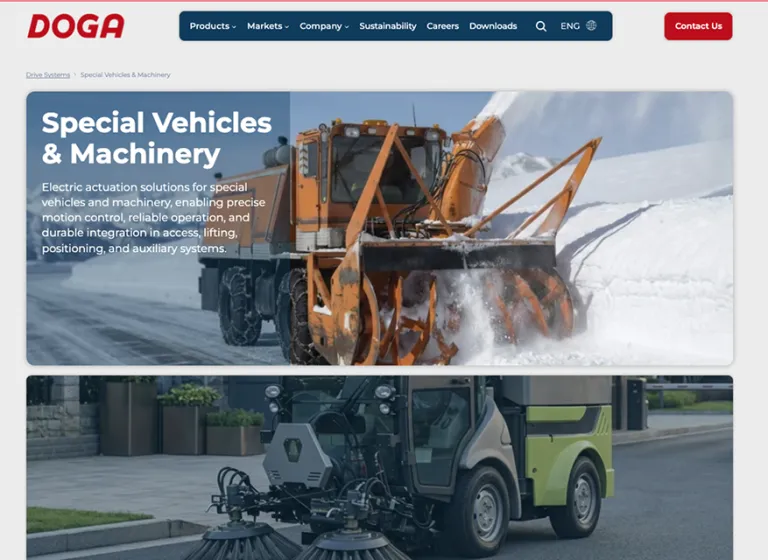 DOGA
Products Markets Company Sustainability Careers Downloads ENG
Contact Us
Drive Systems › Special Vehicles & Machinery
Special Vehicles
& Machinery
Electric actuation solutions for special
vehicles and machinery, enabling precise
motion control, reliable operation, and
durable integration in access, lifting,
positioning, and auxiliary systems.